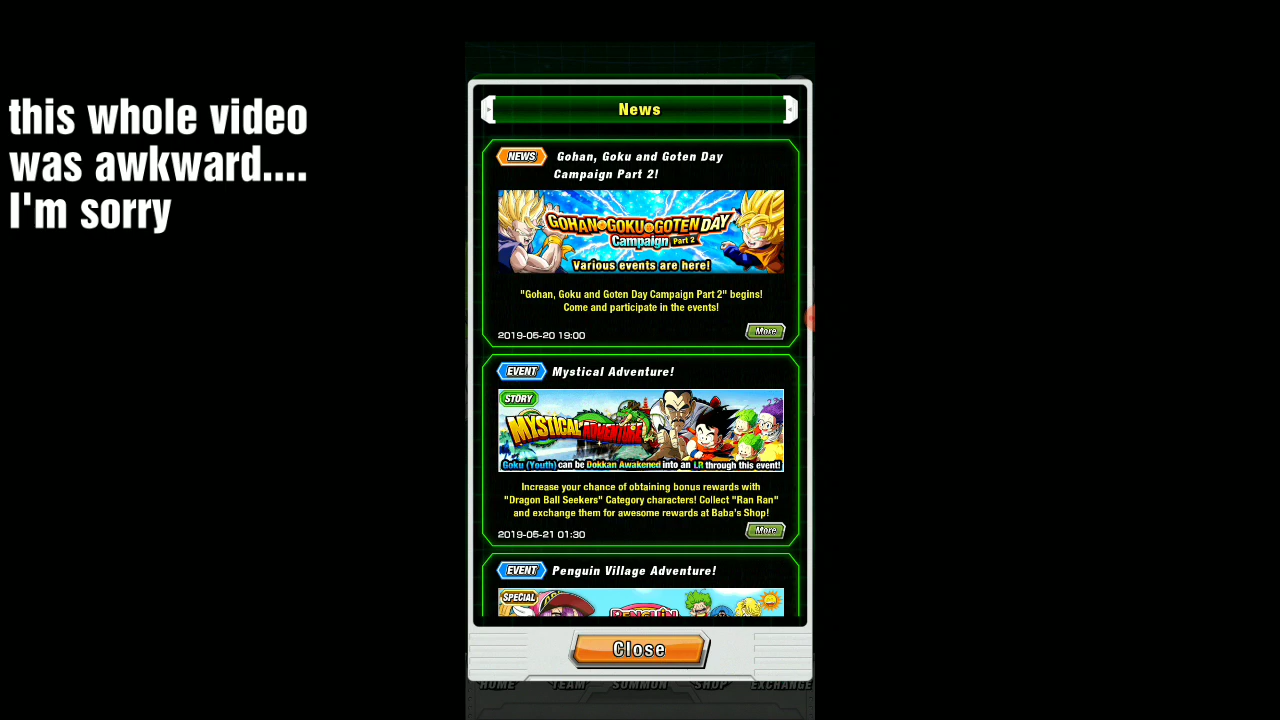 this whole video
was awkward....
I'm sorry
News
NEWS
Gohan, Goku and Goten Day
Campaign Part 2!
GOHAN GOKU GOTEN DAY
Campaign Part 2
Various events are here!
"Gohan, Goku and Goten Day Campaign Part 2" begins!
Come and participate in the events!
2019-05-20 19:00
More
EVENT
Mystical Adventure!
STORY
MYSTICAL ADVENTURE
Goku (Youth) can be Dokkan Awakened into an LR through this event!
Increase your chance of obtaining bonus rewards with
"Dragon Ball Seekers" Category characters! Collect "Ran Ran"
and exchange them for awesome rewards at Baba's Shop!
2019-05-21 01:30
More
EVENT
Penguin Village Adventure!
SPECIAL
PENGUIN
Close
HOME TEAM SUMMON SHOP EXCHANGE